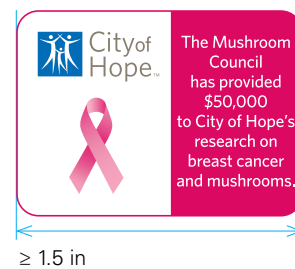 City of
Hope™
The Mushroom
Council
has provided
$50,000
to City of Hope's
research on
breast cancer
and mushrooms.
≥ 1.5 in